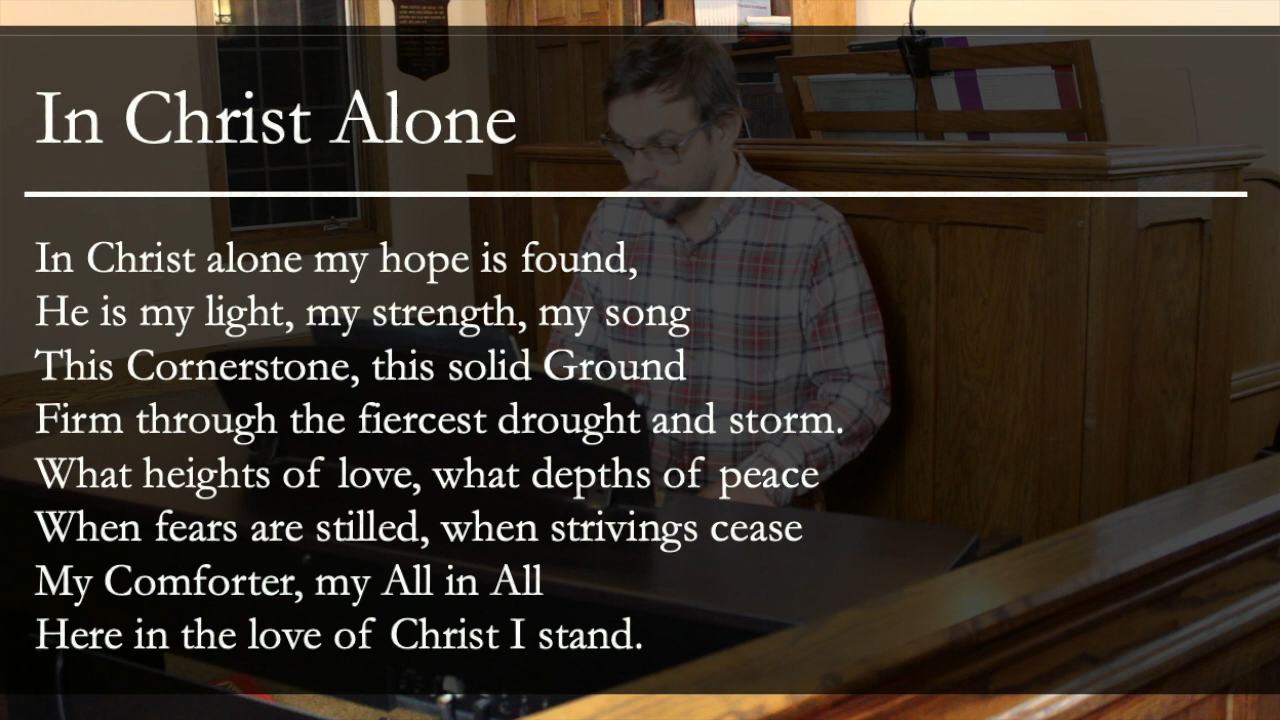 In Christ Alone
In Christ alone my hope is found,
He is my light, my strength, my song
This Cornerstone, this solid Ground
Firm through the fiercest drought and storm.
What heights of love, what depths of peace
When fears are stilled, when strivings cease
My Comforter, my All in All
Here in the love of Christ I stand.